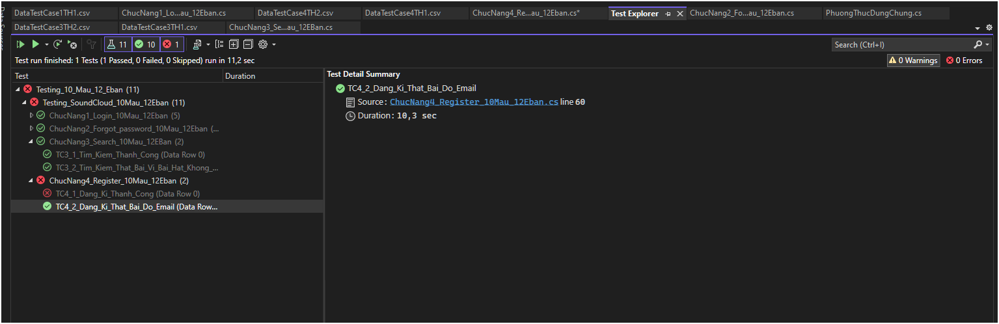 Data Sources
DataTestCase1TH1.csv ChucNang1_Lo...au_12Eban.cs DataTestCase4TH2.csv DataTestCase4TH1.csv ChucNang4_Re...au_12Eban.cs* Test Explorer ChucNang2_Fo...au_12Eban.cs PhuongThucDungChung.cs
DataTestCase3TH2.csv DataTestCase3TH1.csv ChucNang3_Se...au_12EBan.cs
11 10 1 Search (Ctrl+I)
Test run finished: 1 Tests (1 Passed, 0 Failed, 0 Skipped) run in 11,2 sec 0 Warnings 0 Errors
Test Duration
Testing_10_Mau_12_Eban (11)
Testing_SoundCloud_10Mau_12Eban (11)
ChucNang1_Login_10Mau_12Eban (5)
ChucNang2_Forgot_password_10Mau_12Eban (...
ChucNang3_Search_10Mau_12EBan (2)
TC3_1_Tim_Kiem_Thanh_Cong (Data Row 0)
TC3_2_Tim_Kiem_That_Bai_Vi_Bai_Hat_Khong_...
ChucNang4_Register_10Mau_12Eban (2)
TC4_1_Dang_Ki_Thanh_Cong (Data Row 0)
TC4_2_Dang_Ki_That_Bai_Do_Email (Data Row...
Test Detail Summary
TC4_2_Dang_Ki_That_Bai_Do_Email
Source: ChucNang4_Register_10Mau_12Eban.cs line 60
Duration: 10,3 sec